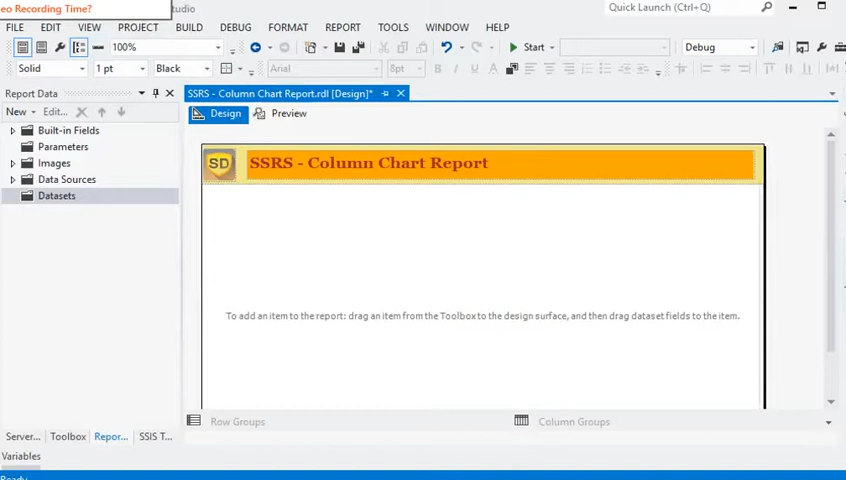 eo Recording Time?
studio
Quick Launch (Ctrl+Q)
FILE EDIT VIEW PROJECT BUILD DEBUG FORMAT REPORT TOOLS WINDOW HELP
100% Start Debug
Solid 1 pt Black Arial 8pt B I U A
Report Data
SSRS - Column Chart Report.rdl [Design]*
New Edit...
Design Preview
Built-in Fields
Parameters
Images
Data Sources
Datasets
SD SSRS - Column Chart Report
To add an item to the report: drag an item from the Toolbox to the design surface, and then drag dataset fields to the item.
Row Groups Column Groups
Server... Toolbox Repor... SSIS T...
Variables
Ready